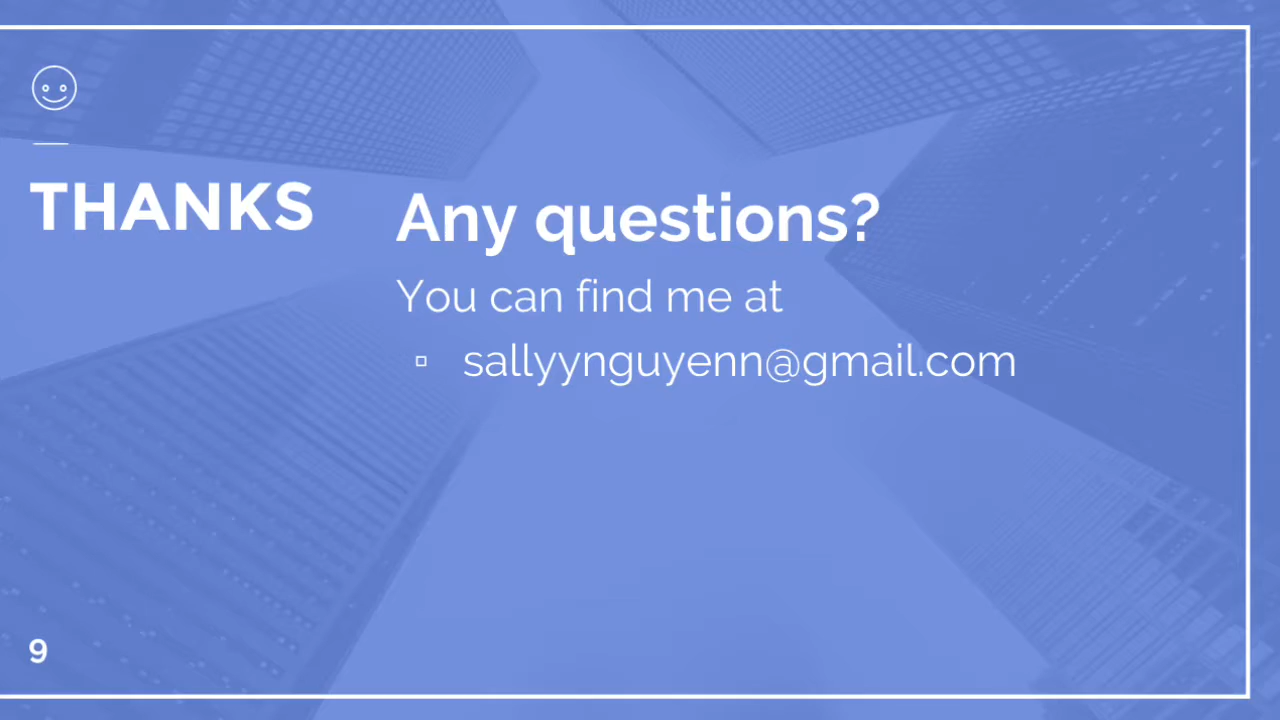 THANKS
Any questions?
You can find me at
▫ sallyynguyenn@gmail.com
9